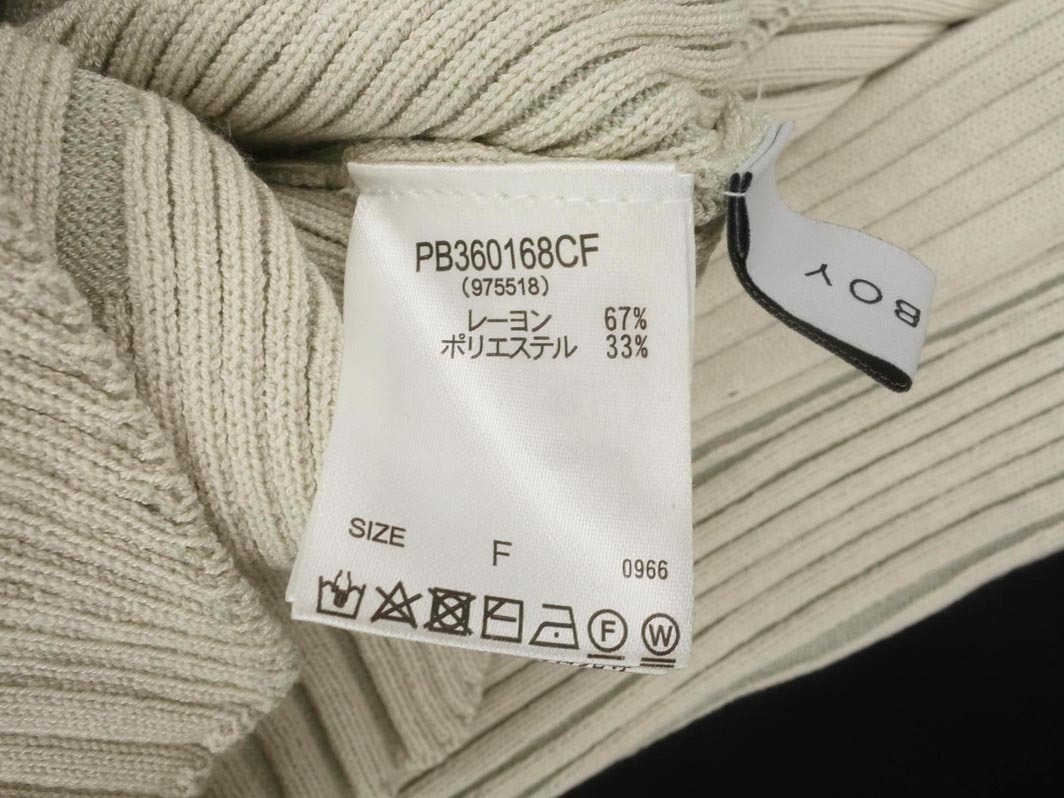 PB360168CF
(975518)
レーヨン 67%
ポリエステル 33%
SIZE F 0966
F W
BOY